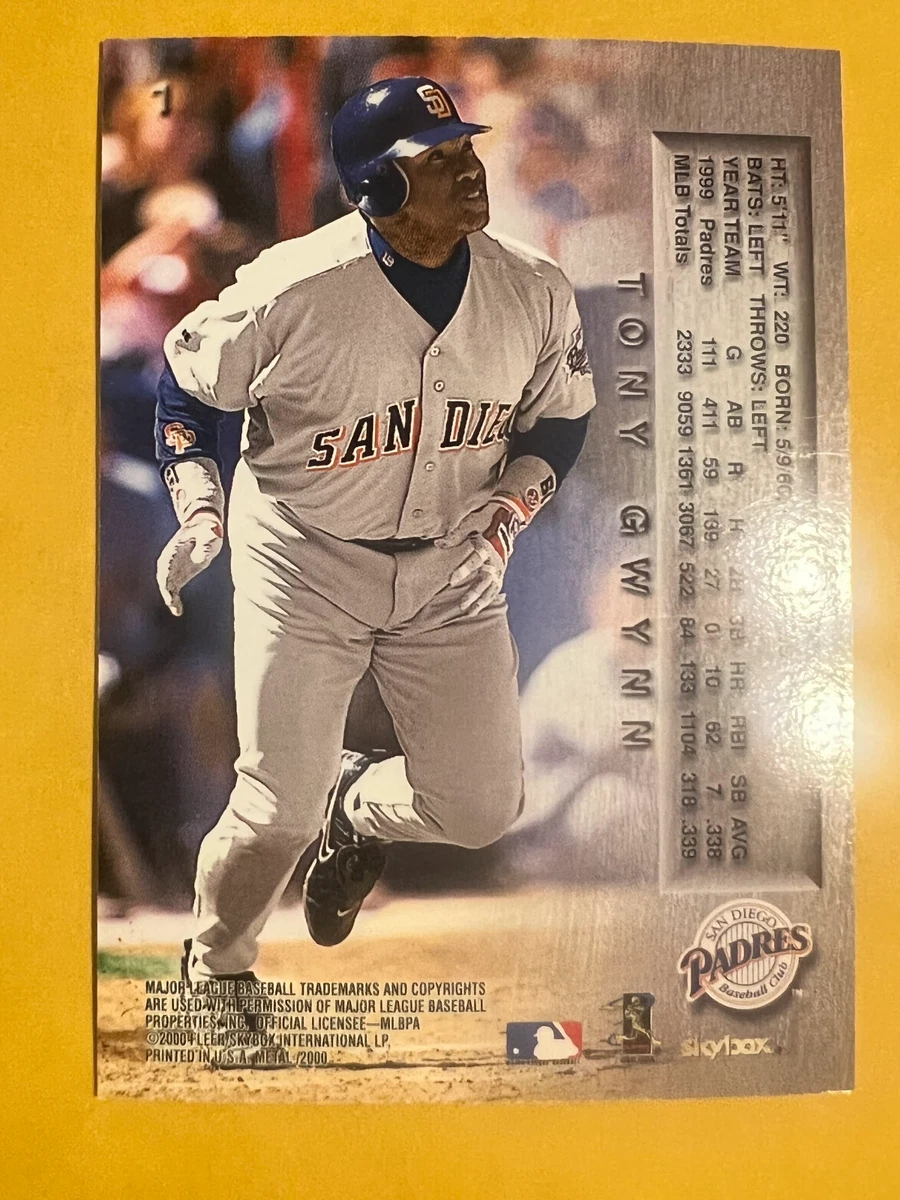 1
SD
SAN DIEG
SD
TONY GWYNN
HT: 5'11" WT: 220 BORN: 5/9/60
BATS: LEFT THROWS: LEFT
YEAR TEAM G AB R H 2B 3B HR RBI SB AVG
1999 Padres 111 411 59 139 27 0 10 62 7 .338
MLB Totals 2333 9059 1361 3067 522 84 133 1104 318 .339
SAN DIEGO
PADRES
Baseball Club
TM
MAJOR LEAGUE BASEBALL TRADEMARKS AND COPYRIGHTS
ARE USED WITH PERMISSION OF MAJOR LEAGUE BASEBALL
PROPERTIES, INC. OFFICIAL LICENSEE—MLBPA
©2000 FLEER/SKYBOX INTERNATIONAL LP.
PRINTED IN U.S.A. METAL /2000
skybox